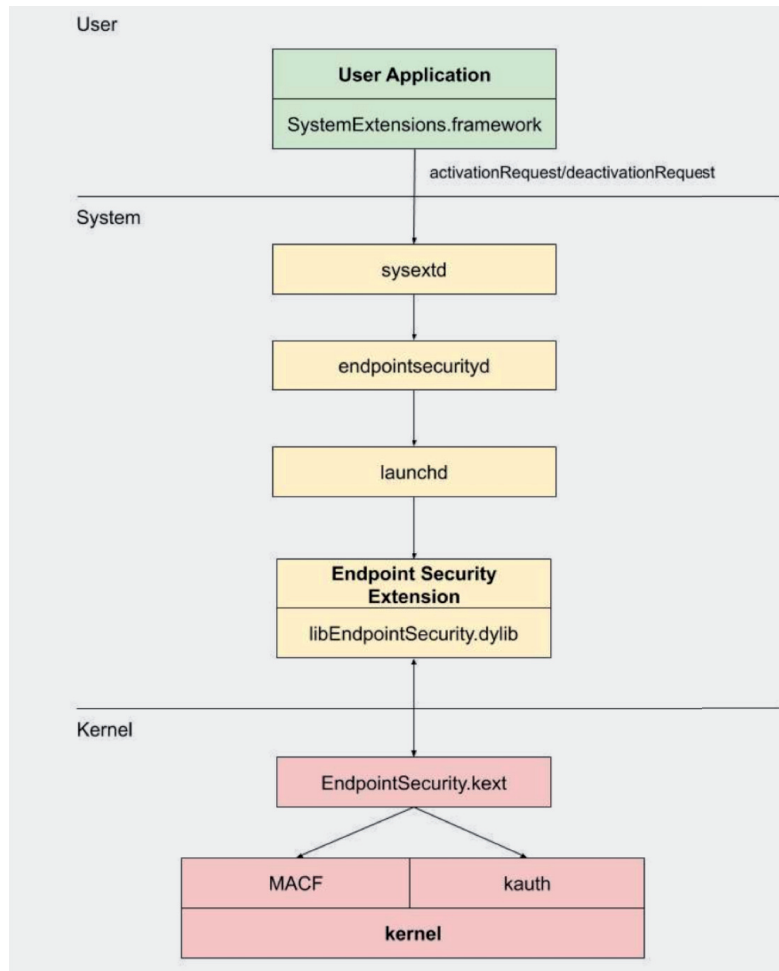 User
User Application
SystemExtensions.framework
activationRequest/deactivationRequest
System
sysextd
endpointsecurityd
launchd
Endpoint Security
Extension
libEndpointSecurity.dylib
Kernel
EndpointSecurity.kext
MACF
kauth
kernel